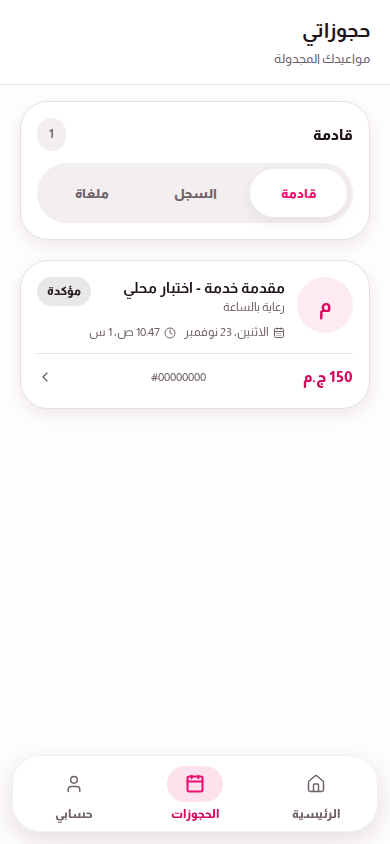 حجوزاتي
مواعيدك المجدولة
قادمة
1
قادمة
السجل
ملغاة
م
مقدمة خدمة - اختبار محلي
مؤكدة
رعاية بالساعة
الاثنين، 23 نوفمبر
10:47 ص، 1 س
150 ج.م
#00000000
الرئيسية
الحجوزات
حسابي